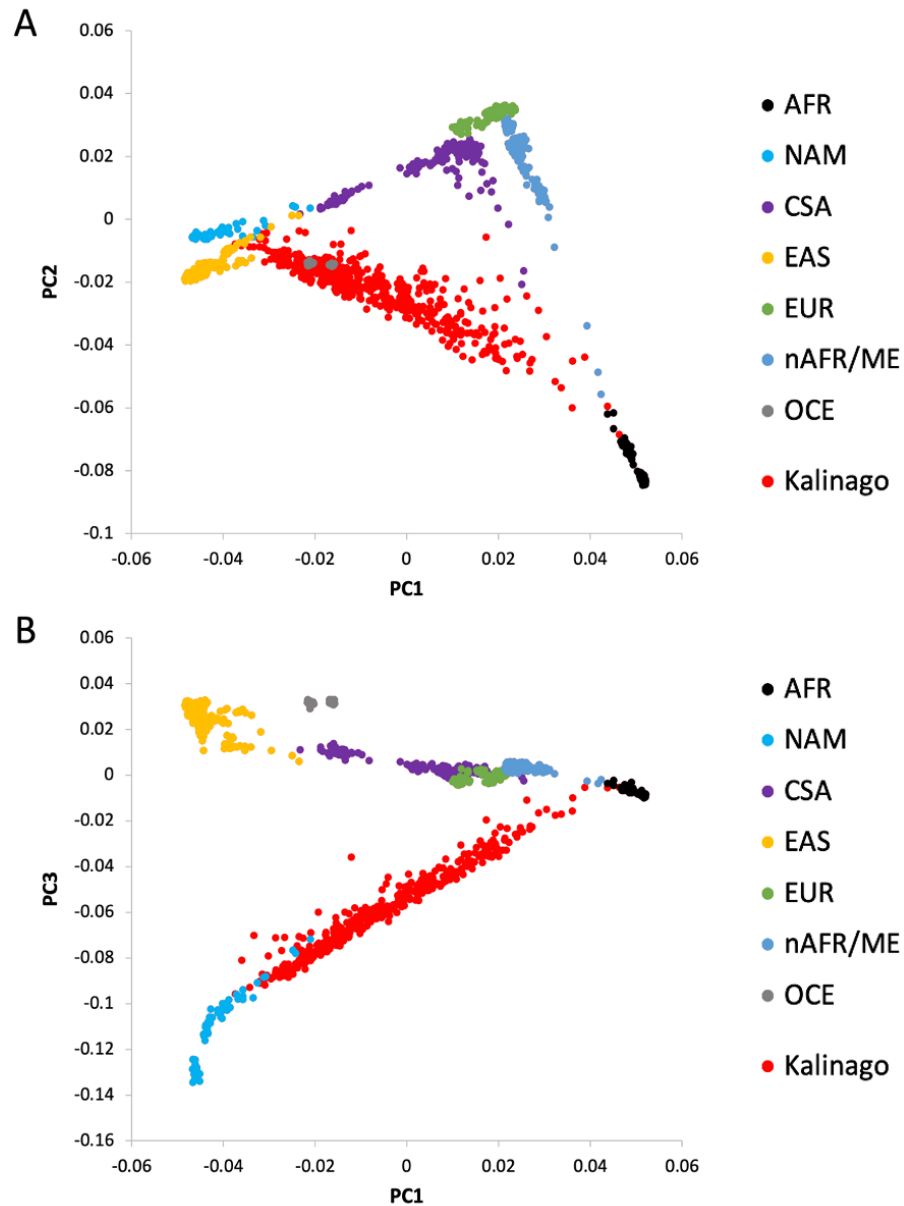 A
0.06
0.04
0.02
0
-0.02
-0.04
-0.06
-0.08
-0.1
PC2
-0.06 -0.04 -0.02 0 0.02 0.04 0.06
PC1
AFR
NAM
CSA
EAS
EUR
nAFR/ME
OCE
Kalinago
B
0.06
0.04
0.02
0
-0.02
-0.04
-0.06
-0.08
-0.1
-0.12
-0.14
-0.16
PC3
-0.06 -0.04 -0.02 0 0.02 0.04 0.06
PC1
AFR
NAM
CSA
EAS
EUR
nAFR/ME
OCE
Kalinago